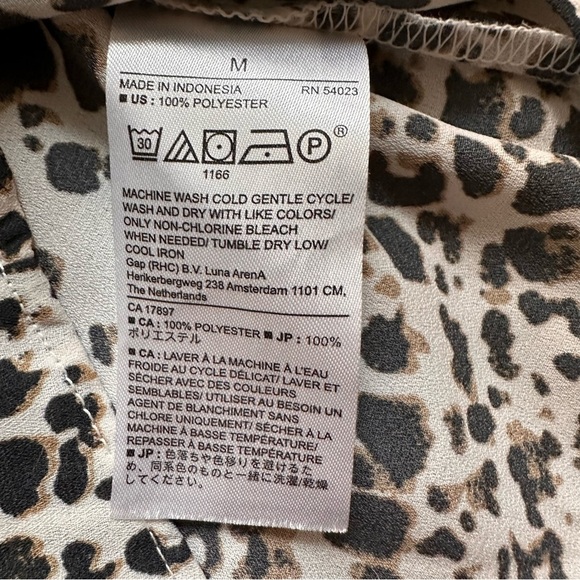 M
MADE IN INDONESIA RN 54023
■ US : 100% POLYESTER
30 P ®
1166
MACHINE WASH COLD GENTLE CYCLE/
WASH AND DRY WITH LIKE COLORS/
ONLY NON-CHLORINE BLEACH
WHEN NEEDED/ TUMBLE DRY LOW/
COOL IRON
Gap (RHC) B.V. Luna ArenA
Herikerbergweg 238 Amsterdam 1101 CM,
The Netherlands
CA 17897
■ CA : 100% POLYESTER ■ JP : 100%
ポリエステル
■ CA : LAVER À LA MACHINE À L'EAU
FROIDE AU CYCLE DÉLICAT/ LAVER ET
SÉCHER AVEC DES COULEURS
SEMBLABLES/ UTILISER AU BESOIN UN
AGENT DE BLANCHIMENT SANS
CHLORE UNIQUEMENT/ SÉCHER À LA
MACHINE À BASSE TEMPÉRATURE/
REPASSER À BASSE TEMPÉRATURE
■ JP : 色落ちや色移りを避けるた
め、同系色のものと一緒に洗濯/乾燥
してください。